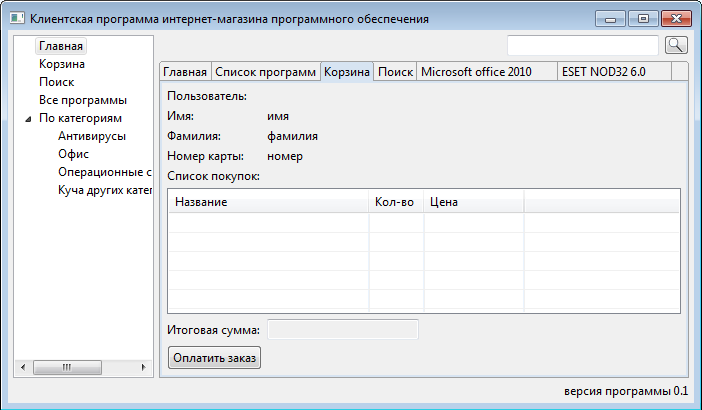 Клиентская программа интернет-магазина программного обеспечения
Главная
Корзина
Поиск
Все программы
По категориям
Антивирусы
Офис
Операционные с
Куча других катег
Главная Список программ Корзина Поиск Microsoft office 2010 ESET NOD32 6.0
Пользователь:
Имя: имя
Фамилия: фамилия
Номер карты: номер
Список покупок:
Название Кол-во Цена
Итоговая сумма:
Оплатить заказ
версия программы 0.1